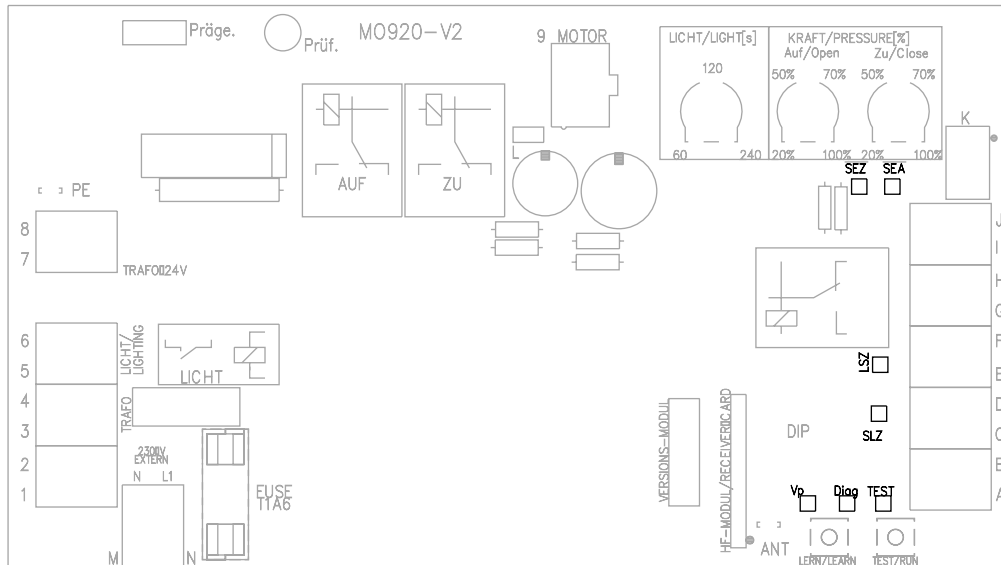 Präge.
Prüf.
MO920-V2
9 MOTOR
LICHT/LIGHT[s]
120
60 240
KRAFT/PRESSURE[%]
Auf/Open Zu/Close
50% 70% 50% 70%
20% 100% 20% 100%
K
L
AUF
ZU
SEZ SEA
PE
8
7
TRAFO 24V
J
I
H
G
F
E
D
C
B
A
6
5
4
3
2
1
LICHT/
LIGHTING
LICHT
TRAFO
230 V
EXTERN
N L1
M N
FUSE
T1A6
VERSIONS-MODUL
HF-MODUL/RECEIVER CARD
DIP
LSZ
SLZ
Vp Diag TEST
ANT
LERN/LEARN TEST/RUN